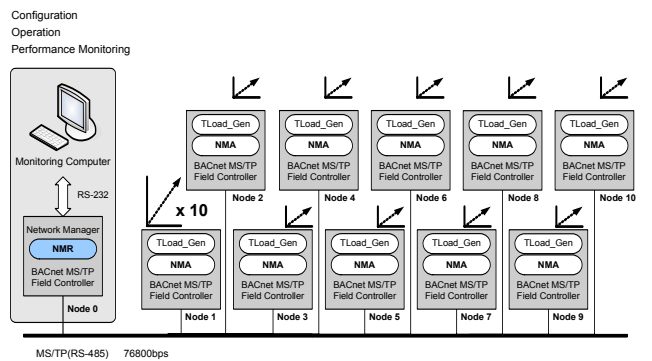 Configuration
Operation
Performance Monitoring
Monitoring Computer
RS-232
Network Manager
NMR
BACnet MS/TP
Field Controller
Node 0
TLoad_Gen
NMA
BACnet MS/TP
Field Controller
Node 2
TLoad_Gen
NMA
BACnet MS/TP
Field Controller
Node 4
TLoad_Gen
NMA
BACnet MS/TP
Field Controller
Node 6
TLoad_Gen
NMA
BACnet MS/TP
Field Controller
Node 8
TLoad_Gen
NMA
BACnet MS/TP
Field Controller
Node 10
x 10
TLoad_Gen
NMA
BACnet MS/TP
Field Controller
Node 1
TLoad_Gen
NMA
BACnet MS/TP
Field Controller
Node 3
TLoad_Gen
NMA
BACnet MS/TP
Field Controller
Node 5
TLoad_Gen
NMA
BACnet MS/TP
Field Controller
Node 7
TLoad_Gen
NMA
BACnet MS/TP
Field Controller
Node 9
MS/TP(RS-485) 76800bps